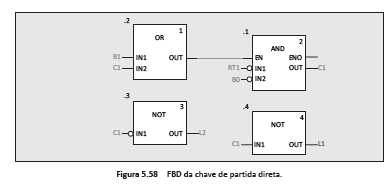 .2
OR
1
B1
IN1
OUT
C1
IN2
.1
AND
2
EN
ENO
RT1
IN1
OUT
C1
B0
IN2
.3
NOT
3
C1
IN1
OUT
L2
.4
NOT
4
C1
IN1
OUT
L1
Figura 5.58 FBD da chave de partida direta.